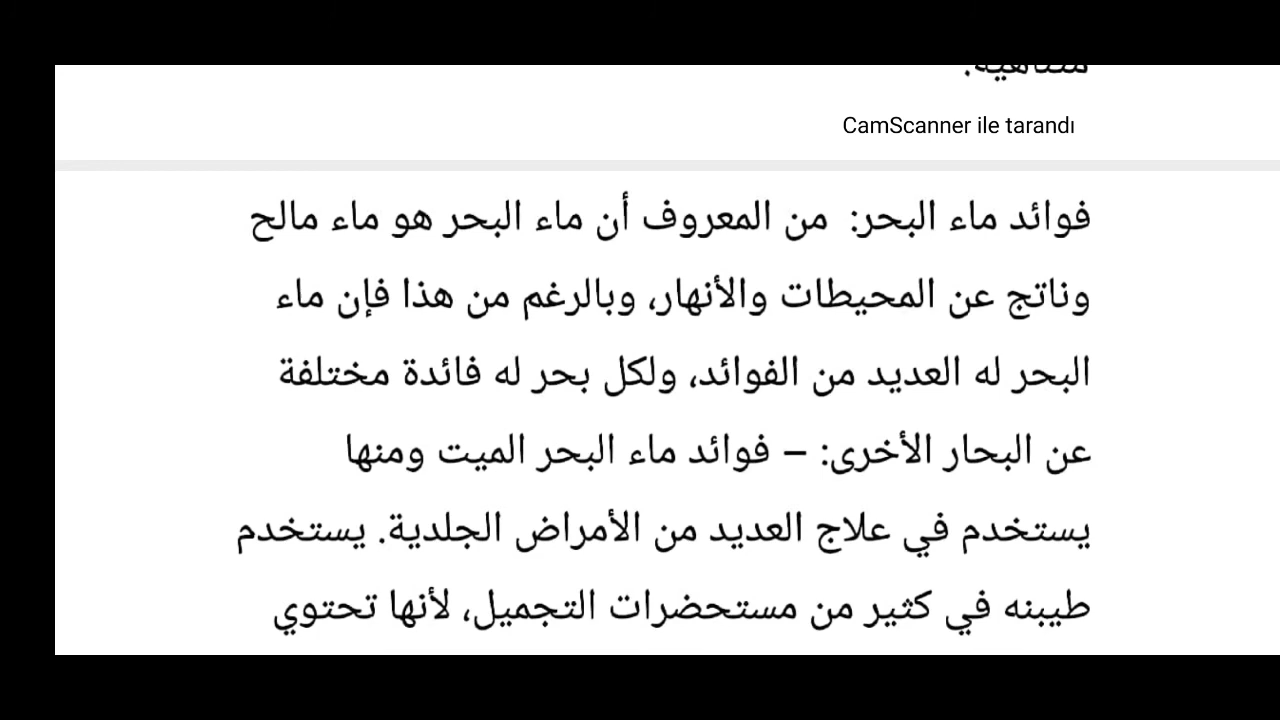 CamScanner ile tarandı
فوائد ماء البحر: من المعروف أن ماء البحر هو ماء مالح
وناتج عن المحيطات والأنهار، وبالرغم من هذا فإن ماء
البحر له العديد من الفوائد، ولكل بحر له فائدة مختلفة
عن البحار الأخرى: – فوائد ماء البحر الميت ومنها
يستخدم في علاج العديد من الأمراض الجلدية. يستخدم
طيبنه في كثير من مستحضرات التجميل، لأنها تحتوي